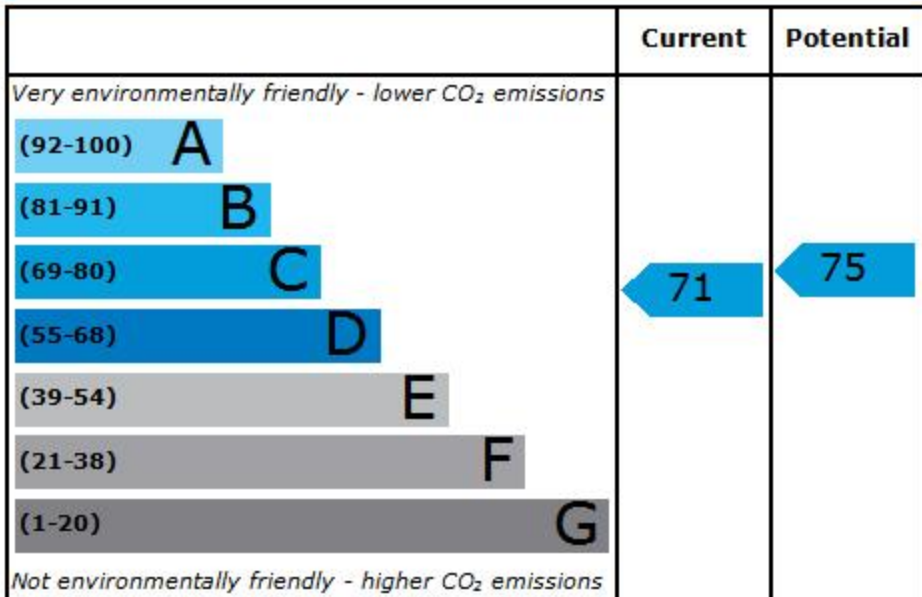 Current Potential
Very environmentally friendly - lower CO₂ emissions
(92-100) A
(81-91) B
(69-80) C 71 75
(55-68) D
(39-54) E
(21-38) F
(1-20) G
Not environmentally friendly - higher CO₂ emissions